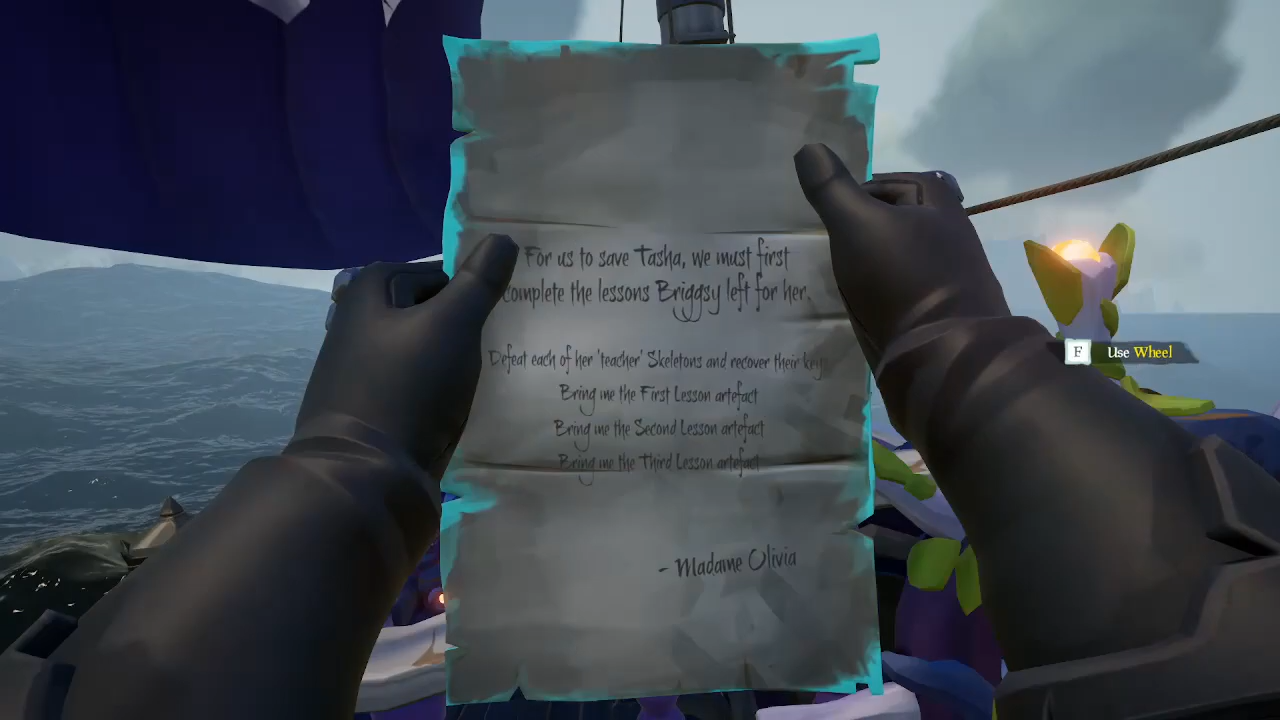 For us to save Tasha, we must first
complete the lessons Briggsy left for her.
Defeat each of her 'teacher' Skeletons and recover their keys
Bring me the First Lesson artefact
Bring me the Second Lesson artefact
Bring me the Third Lesson artefact
- Madame Olivia
F Use Wheel